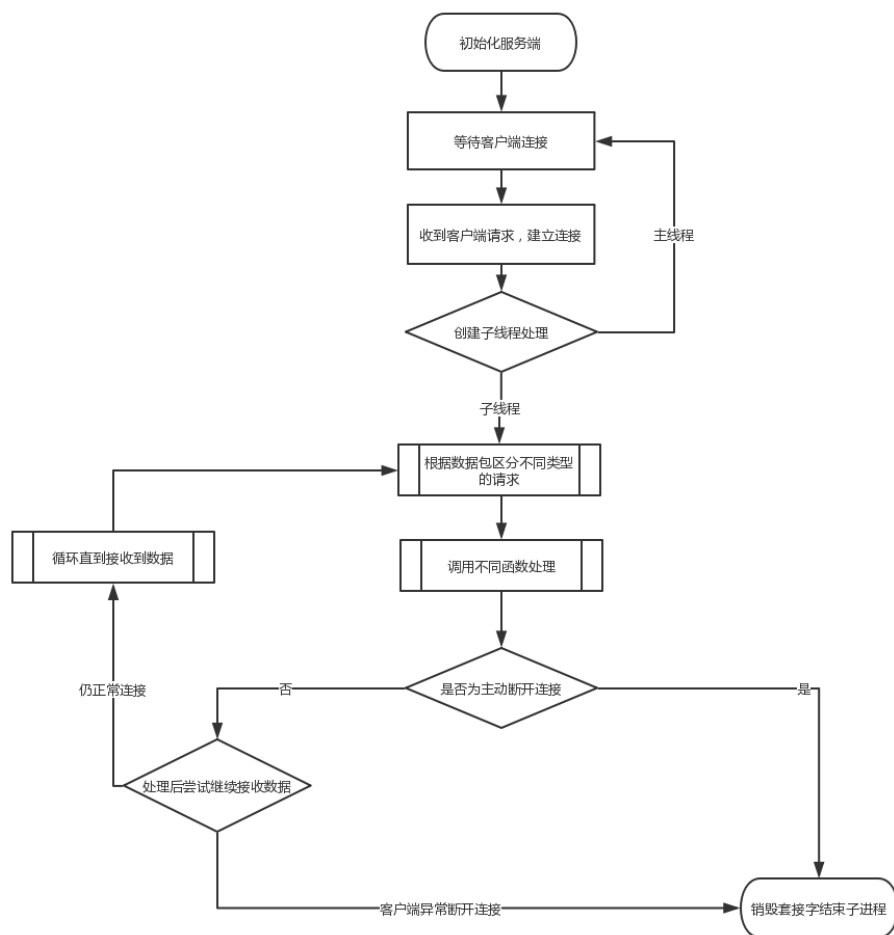 初始化服务端
等待客户端连接
收到客户端请求，建立连接
主线程
创建子线程处理
子线程
根据数据包区分不同类型
的请求
循环直到接收到数据
调用不同函数处理
仍正常连接
否
是否为主动断开连接
是
处理后尝试继续接收数据
客户端异常断开连接
销毁套接字结束子进程